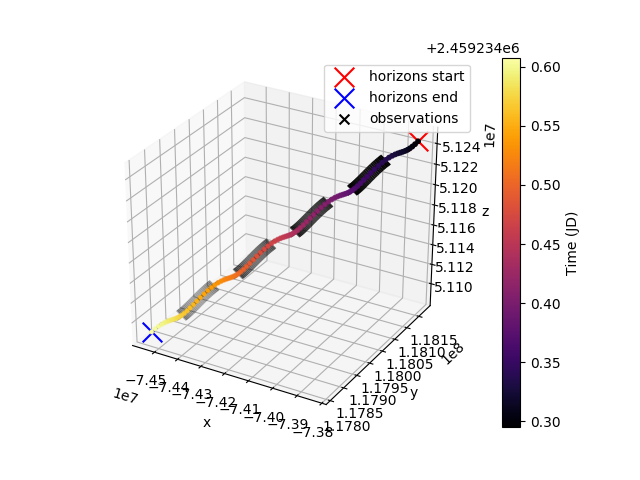 +2.459234e6
horizons start
horizons end
observations
1e7
5.124
5.122
5.120
5.118
5.116
5.114
5.112
5.110
z
1.1815
1.1810
1.1805
1.1800
1.1795
1.1790
1.1785
1.1780
1e8
y
−7.45
−7.44
−7.43
−7.42
−7.41
−7.40
−7.39
−7.38
1e7
x
0.60
0.55
0.50
0.45
0.40
0.35
0.30
Time (JD)